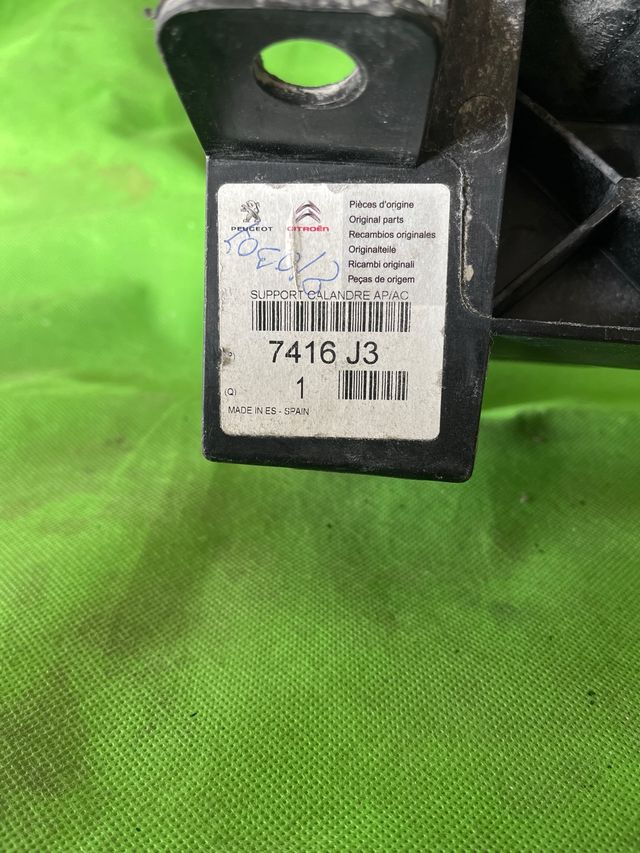 PEUGEOT
CITROËN
Pièces d'origine
Original parts
Recambios originales
Originalteile
Ricambi originali
Peças de origem
SUPPORT CALANDRE AP/AC
7416 J3
(Q)
1
MADE IN ES - SPAIN